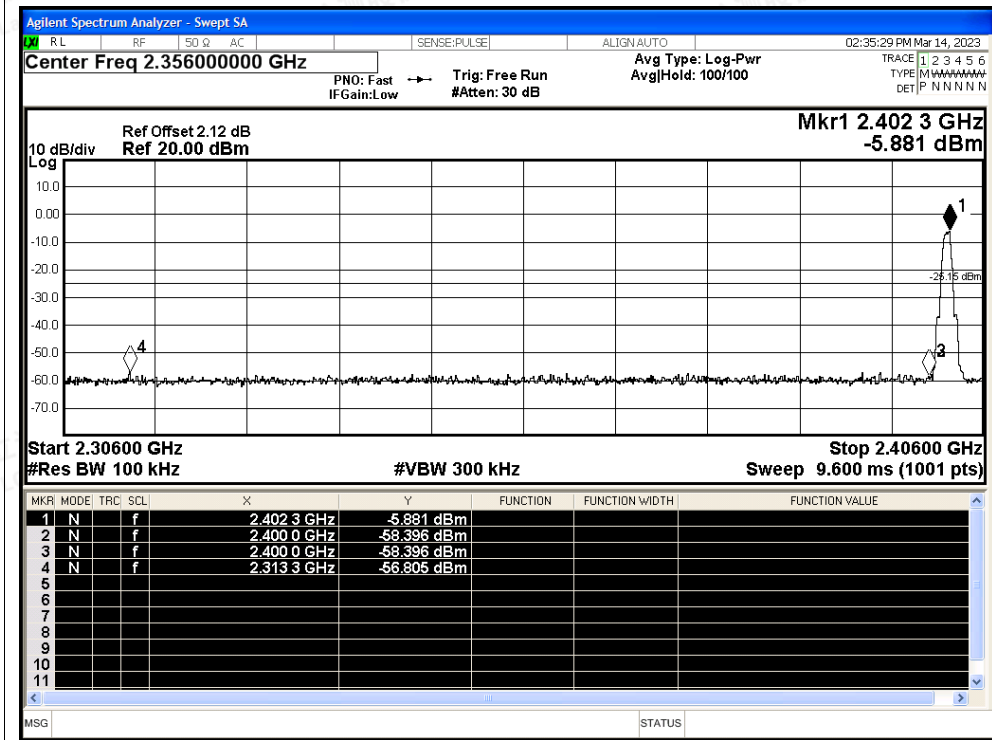 Agilent Spectrum Analyzer - Swept SA
LXI RL RF 50 Ω AC SENSE:PULSE ALIGN AUTO 02:35:29 PM Mar 14, 2023
Center Freq 2.356000000 GHz
PNO: Fast
IFGain:Low
Trig: Free Run
#Atten: 30 dB
Avg Type: Log-Pwr
Avg|Hold: 100/100
TRACE 1 2 3 4 5 6
TYPE M WWWWW
DET P N N N N N
Mkr1 2.402 3 GHz
-5.881 dBm
Ref Offset 2.12 dB
10 dB/div Ref 20.00 dBm
Log
10.0
0.00
1
-10.0
-20.0
-25.15 dBm
-30.0
-40.0
-50.0
4
-60.0
-70.0
Start 2.30600 GHz Stop 2.40600 GHz
#Res BW 100 kHz #VBW 300 kHz Sweep 9.600 ms (1001 pts)
MKR MODE TRC SCL X Y FUNCTION FUNCTION WIDTH FUNCTION VALUE
1 N f 2.402 3 GHz -5.881 dBm
2 N f 2.400 0 GHz -58.396 dBm
3 N f 2.400 0 GHz -58.396 dBm
4 N f 2.313 3 GHz -56.805 dBm
5
6
7
8
9
10
11
MSG STATUS